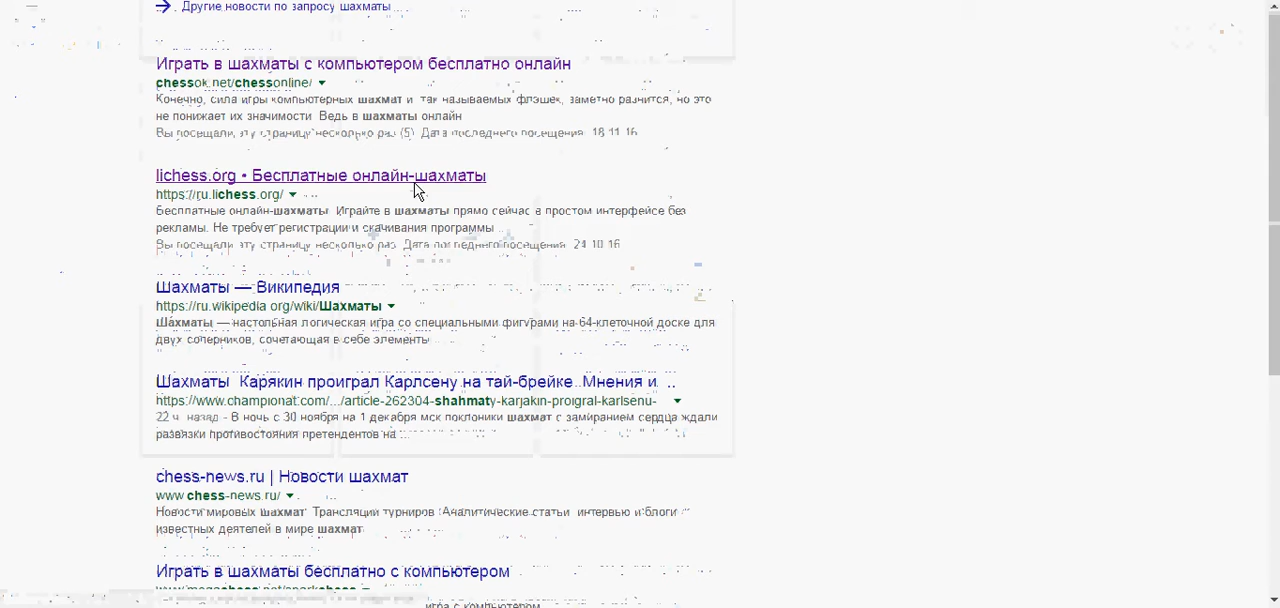 Другие новости по запросу шахматы
Играть в шахматы с компьютером бесплатно онлайн
chessok.net/chessonline/
Конечно, сила игры компьютерных шахмат и так называемых флэшек, заметно разнится, но это
не понижает их значимости Ведь в шахматы онлайн
Вы посещали эту страницу несколько раз (5). Дата последнего посещения: 18.11.16
lichess.org • Бесплатные онлайн-шахматы
https://ru.lichess.org/
Бесплатные онлайн-шахматы. Играйте в шахматы прямо сейчас в простом интерфейсе без
рекламы. Не требует регистрации и скачивания программы ...
Вы посещали эту страницу несколько раз. Дата последнего посещения: 24.10.16
Шахматы — Википедия
https://ru.wikipedia.org/wiki/Шахматы
Шахматы — настольная логическая игра со специальными фигурами на 64-клеточной доске для
двух соперников, сочетающая в себе элементы
Шахматы Карякин проиграл Карлсену на тай-брейке. Мнения и ...
https://www.championat.com/.../article-262304-shahmaty-karjakin-proigral-karlsenu-
22 ч. назад - В ночь с 30 ноября на 1 декабря мск поклоники шахмат с замиранием сердца ждали
развязки противостояния претендентов на ...
chess-news.ru | Новости шахмат
www.chess-news.ru/
Новости мировых шахмат Трансляции турниров Аналитические статьи интервью и блоги
известных деятелей в мире шахмат
Играть в шахматы бесплатно с компьютером
игра с компьютером